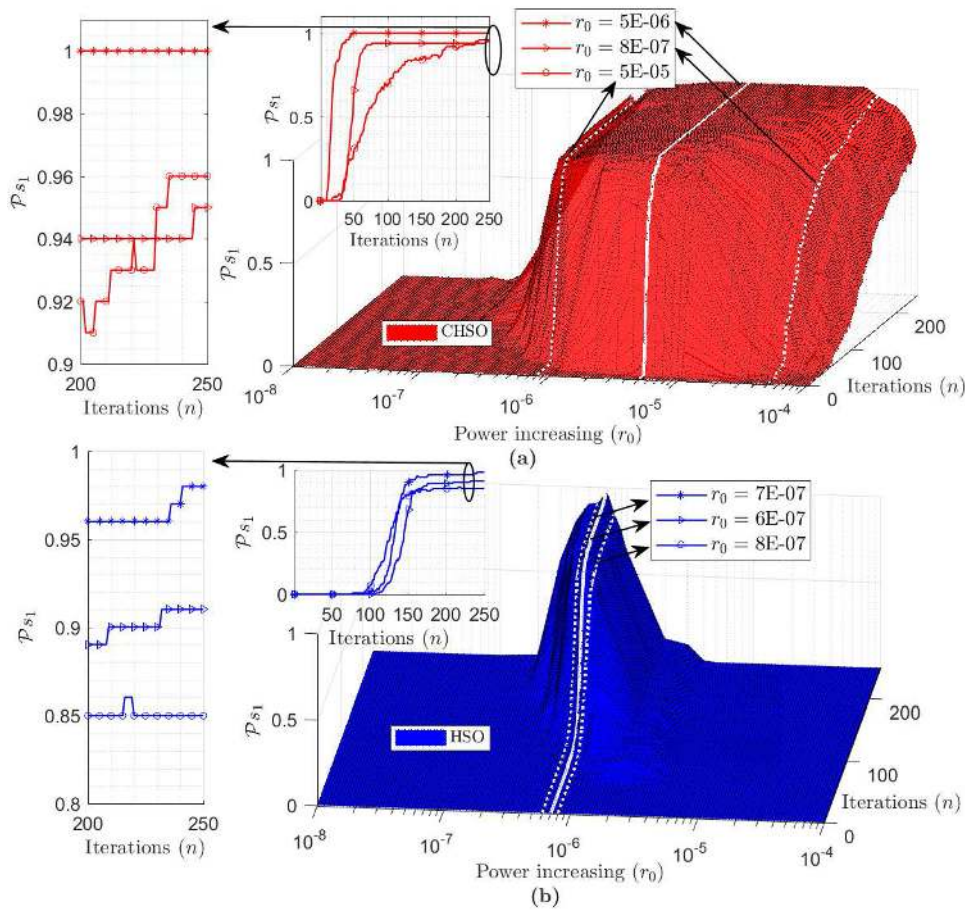 1
0.98
0.96
0.94
0.92
0.9
200
250
Iterations (n)
𝒫s₁
1
0.5
0
50
100
150
200
250
Iterations (n)
𝒫s₁
r₀ = 5E-06
r₀ = 8E-07
r₀ = 5E-05
1
0.5
0
𝒫s₁
CHSO
10⁻⁸
10⁻⁷
10⁻⁶
10⁻⁵
10⁻⁴
Power increasing (r₀)
0
100
200
Iterations (n)
(a)
1
0.95
0.9
0.85
0.8
200
250
Iterations (n)
𝒫s₁
1
0.5
0
0
50
100
150
200
250
Iterations (n)
𝒫s₁
r₀ = 7E-07
r₀ = 6E-07
r₀ = 8E-07
1
0.5
0
𝒫s₁
HSO
10⁻⁸
10⁻⁷
10⁻⁶
10⁻⁵
10⁻⁴
Power increasing (r₀)
0
100
200
Iterations (n)
(b)